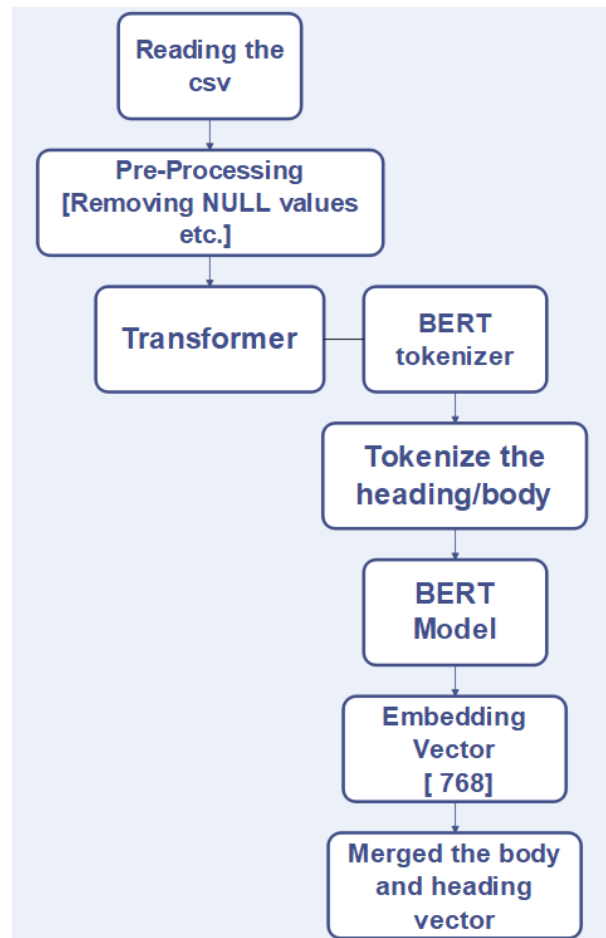 Reading the
csv
Pre-Processing
[Removing NULL values
etc.]
Transformer
BERT
tokenizer
Tokenize the
heading/body
BERT
Model
Embedding
Vector
[ 768]
Merged the body
and heading
vector